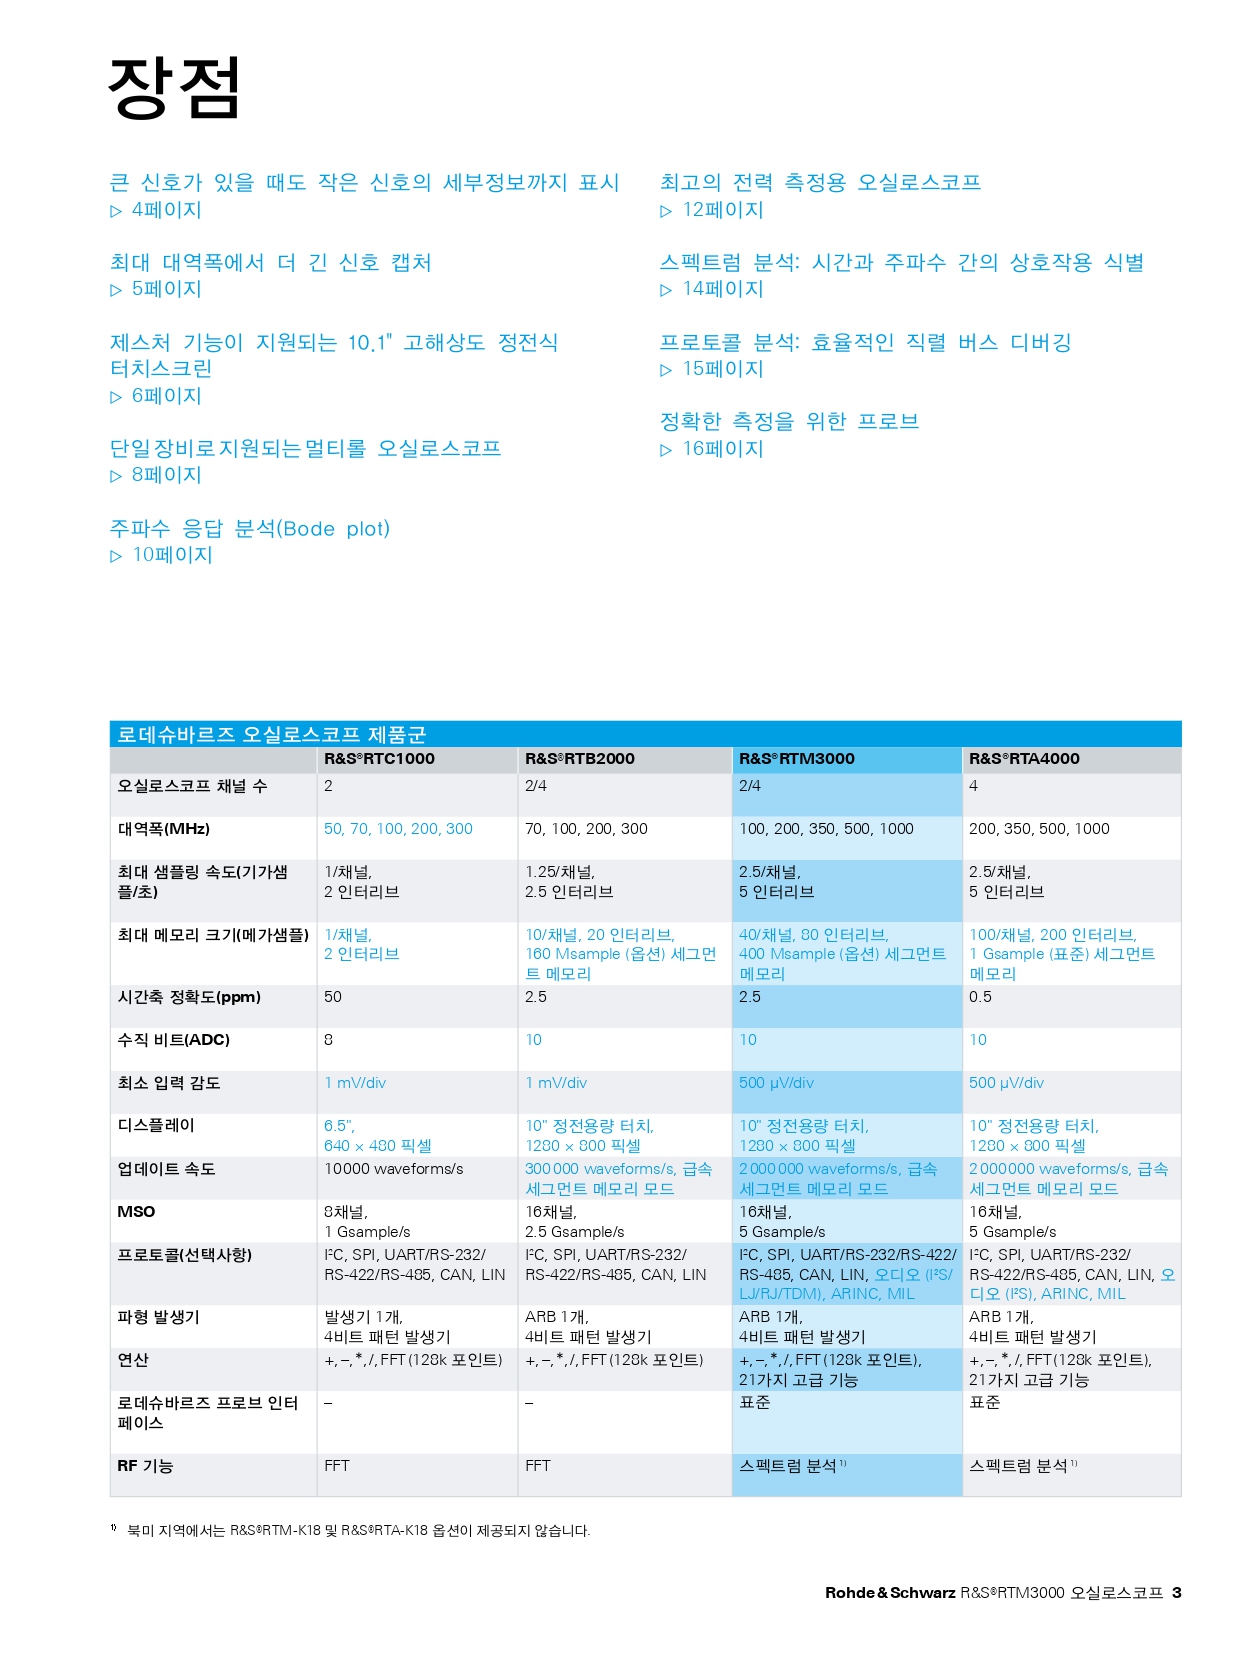 장점
큰 신호가 있을 때도 작은 신호의 세부정보까지 표시
▷ 4페이지
최대 대역폭에서 더 긴 신호 캡처
▷ 5페이지
제스처 기능이 지원되는 10.1" 고해상도 정전식
터치스크린
▷ 6페이지
단일 장비로 지원되는 멀티롤 오실로스코프
▷ 8페이지
주파수 응답 분석(Bode plot)
▷ 10페이지
최고의 전력 측정용 오실로스코프
▷ 12페이지
스펙트럼 분석: 시간과 주파수 간의 상호작용 식별
▷ 14페이지
프로토콜 분석: 효율적인 직렬 버스 디버깅
▷ 15페이지
정확한 측정을 위한 프로브
▷ 16페이지
로데슈바르즈 오실로스코프 제품군
R&S®RTC1000 R&S®RTB2000 R&S®RTM3000 R&S®RTA4000
오실로스코프 채널 수 2 2/4 2/4 4
대역폭(MHz) 50, 70, 100, 200, 300 70, 100, 200, 300 100, 200, 350, 500, 1000 200, 350, 500, 1000
최대 샘플링 속도(기가샘 1/채널, 1.25/채널, 2.5/채널, 2.5/채널,
플/초) 2 인터리브 2.5 인터리브 5 인터리브 5 인터리브
최대 메모리 크기(메가샘플) 1/채널, 10/채널, 20 인터리브, 40/채널, 80 인터리브, 100/채널, 200 인터리브,
2 인터리브 160 Msample (옵션) 세그먼 400 Msample (옵션) 세그먼트 1 Gsample (표준) 세그먼트
트 메모리 메모리 메모리
시간축 정확도(ppm) 50 2.5 2.5 0.5
수직 비트(ADC) 8 10 10 10
최소 입력 감도 1 mV/div 1 mV/div 500 µV/div 500 µV/div
디스플레이 6.5", 10" 정전용량 터치, 10" 정전용량 터치, 10" 정전용량 터치,
640 × 480 픽셀 1280 × 800 픽셀 1280 × 800 픽셀 1280 × 800 픽셀
업데이트 속도 10000 waveforms/s 300 000 waveforms/s, 급속 2 000 000 waveforms/s, 급속 2 000000 waveforms/s, 급속
세그먼트 메모리 모드 세그먼트 메모리 모드 세그먼트 메모리 모드
MSO 8채널, 16채널, 16채널, 16채널,
1 Gsample/s 2.5 Gsample/s 5 Gsample/s 5 Gsample/s
프로토콜(선택사항) I²C, SPI, UART/RS-232/ I²C, SPI, UART/RS-232/ I²C, SPI, UART/RS-232/RS-422/ I²C, SPI, UART/RS-232/
RS-422/RS-485, CAN, LIN RS-422/RS-485, CAN, LIN RS-485, CAN, LIN, 오디오 (I²S/ RS-422/RS-485, CAN, LIN, 오
LJ/RJ/TDM), ARINC, MIL 디오 (I²S), ARINC, MIL
파형 발생기 발생기 1개, ARB 1개, ARB 1개, ARB 1개,
4비트 패턴 발생기 4비트 패턴 발생기 4비트 패턴 발생기 4비트 패턴 발생기
연산 +, –, *, /, FFT (128k 포인트) +, –, *, /, FFT (128k 포인트) +, –, *, /, FFT (128k 포인트), +, –, *, /, FFT (128k 포인트),
21가지 고급 기능 21가지 고급 기능
로데슈바르즈 프로브 인터 – – 표준 표준
페이스
RF 기능 FFT FFT 스펙트럼 분석 1) 스펙트럼 분석 1)
1) 북미 지역에서는 R&S®RTM-K18 및 R&S®RTA-K18 옵션이 제공되지 않습니다.
Rohde & Schwarz R&S®RTM3000 오실로스코프 3